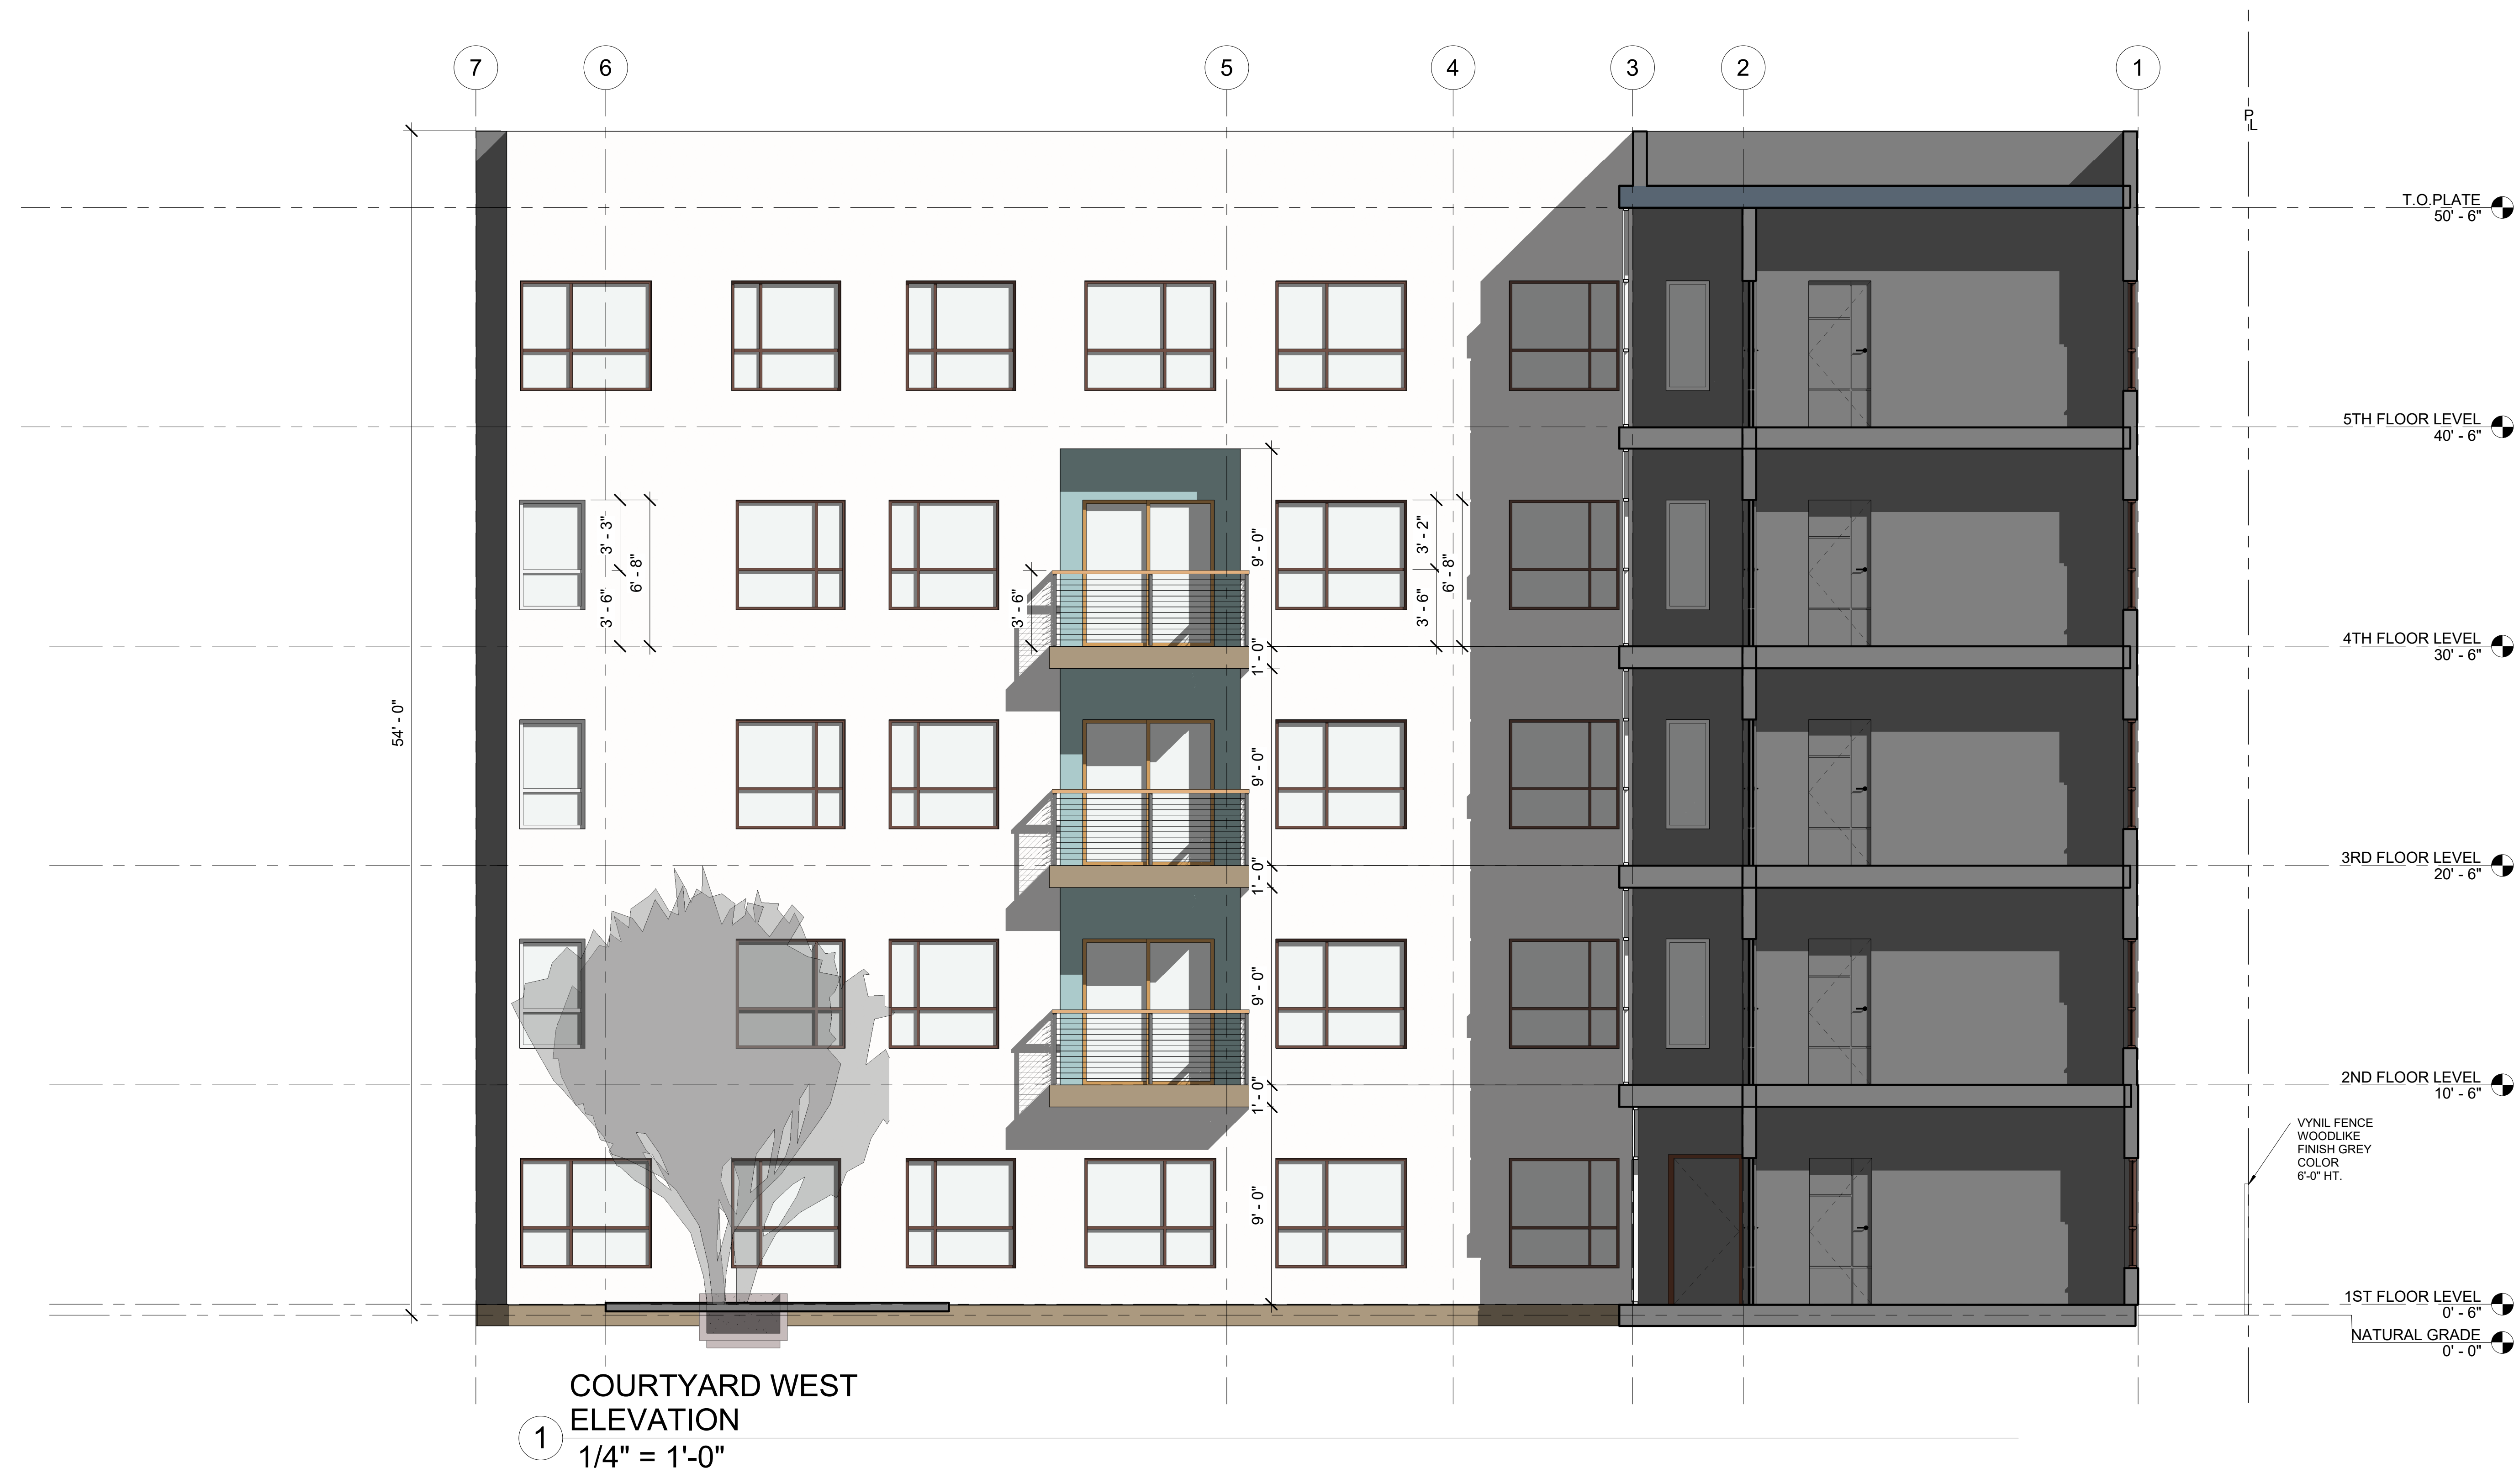 7
6
5
4
3
2
1
PL
T.O.PLATE
50' - 6"
5TH FLOOR LEVEL
40' - 6"
3' - 3"
6' - 8"
3' - 6"
3' - 6"
9' - 0"
1' - 0"
3' - 2"
6' - 8"
3' - 6"
4TH FLOOR LEVEL
30' - 6"
54' - 0"
9' - 0"
1' - 0"
3RD FLOOR LEVEL
20' - 6"
9' - 0"
1' - 0"
2ND FLOOR LEVEL
10' - 6"
VYNIL FENCE
WOODLIKE
FINISH GREY
COLOR
6'-0" HT.
9' - 0"
1ST FLOOR LEVEL
0' - 6"
NATURAL GRADE
0' - 0"
COURTYARD WEST
ELEVATION
1
1/4" = 1'-0"